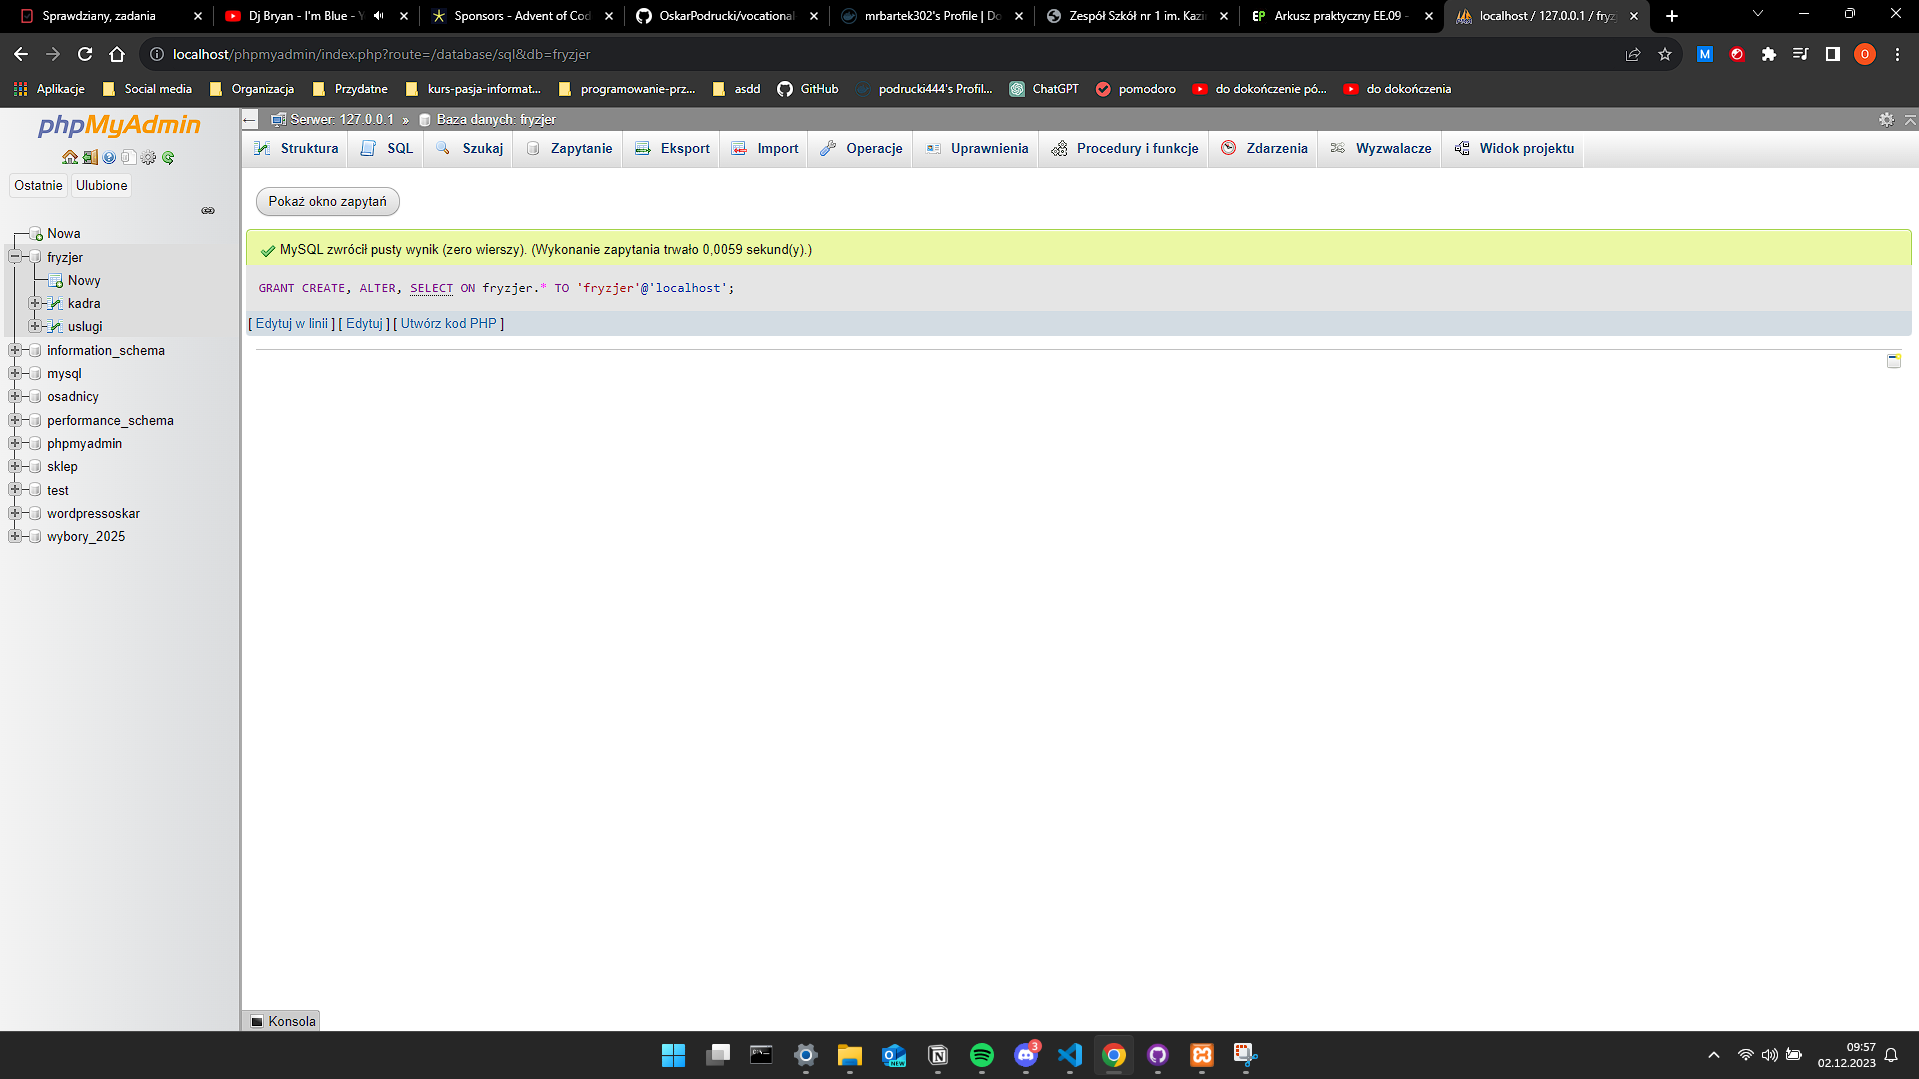 Sprawdziany, zadania
Dj Bryan - I'm Blue - Y
Sponsors - Advent of Cod
OskarPodrucki/vocational
mrbartek302's Profile | Do
Zespół Szkół nr 1 im. Kazi
EP Arkusz praktyczny EE.09 -
localhost / 127.0.0.1 / fryzj
localhost/phpmyadmin/index.php?route=/database/sql&db=fryzjer
M
O
Aplikacje
Social media
Organizacja
Przydatne
kurs-pasja-informat...
programowanie-prz...
asdd
GitHub
podrucki444's Profil...
ChatGPT
pomodoro
do dokończenie pó...
do dokończenia
phpMyAdmin
Ostatnie
Ulubione
Nowa
fryzjer
Nowy
kadra
uslugi
information_schema
mysql
osadnicy
performance_schema
phpmyadmin
sklep
test
wordpressoskar
wybory_2025
Serwer: 127.0.0.1 » Baza danych: fryzjer
Struktura
SQL
Szukaj
Zapytanie
Eksport
Import
Operacje
Uprawnienia
Procedury i funkcje
Zdarzenia
Wyzwalacze
Widok projektu
Pokaż okno zapytań
MySQL zwrócił pusty wynik (zero wierszy). (Wykonanie zapytania trwało 0,0059 sekund(y).)
GRANT CREATE, ALTER, SELECT ON fryzjer.* TO 'fryzjer'@'localhost';
[ Edytuj w linii ] [ Edytuj ] [ Utwórz kod PHP ]
Konsola
NEW
3
09:57
02.12.2023